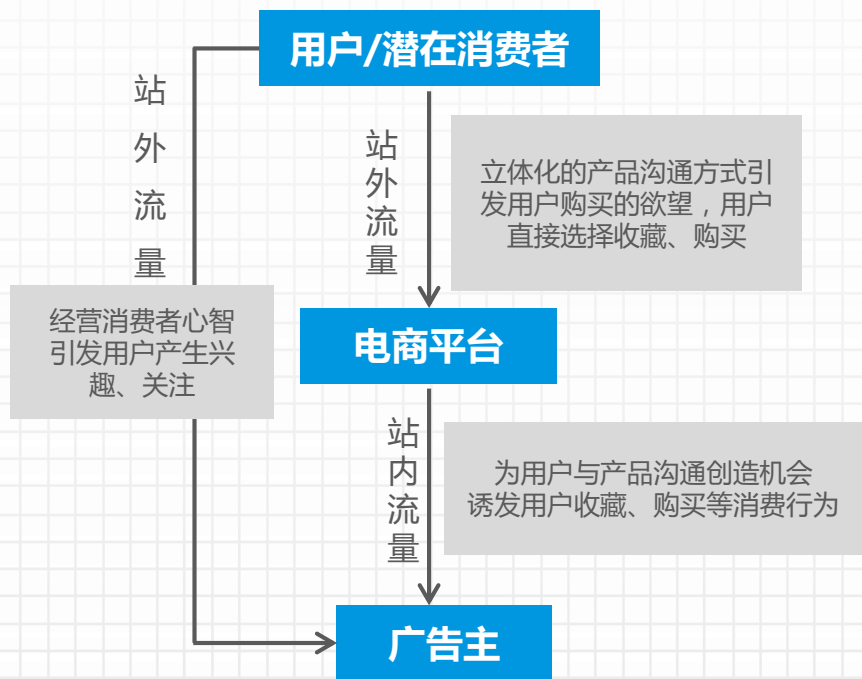 用户/潜在消费者
站外流量
站外流量
立体化的产品沟通方式引
发用户购买的欲望，用户
直接选择收藏、购买
经营消费者心智
引发用户产生兴
趣、关注
电商平台
站内流量
为用户与产品沟通创造机会
诱发用户收藏、购买等消费行为
广告主